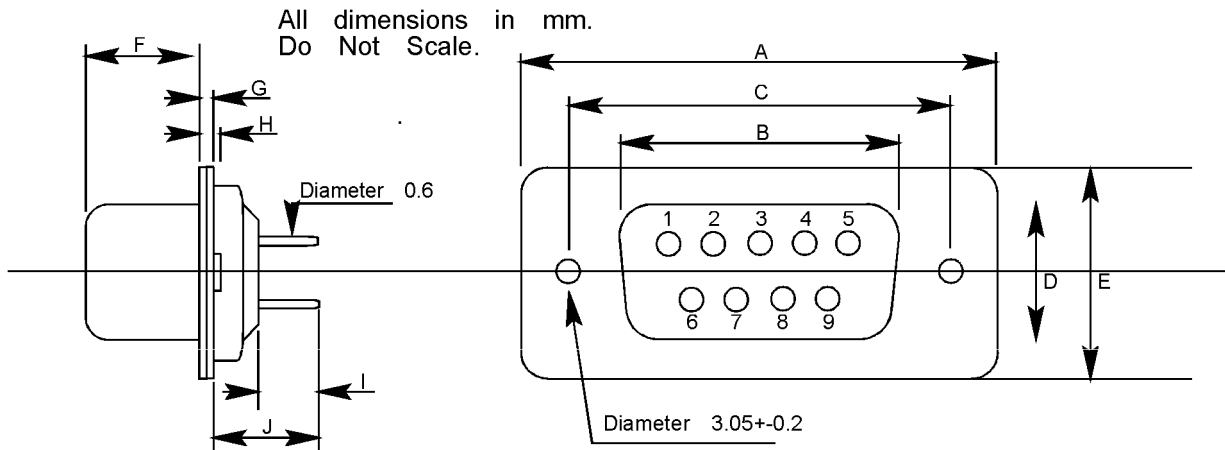 All dimensions in mm.
Do Not Scale.
F
A
G
C
H
B
Diameter 0.6
1 2 3 4 5
D
E
6 7 8 9
I
Diameter 3.05+-0.2
J